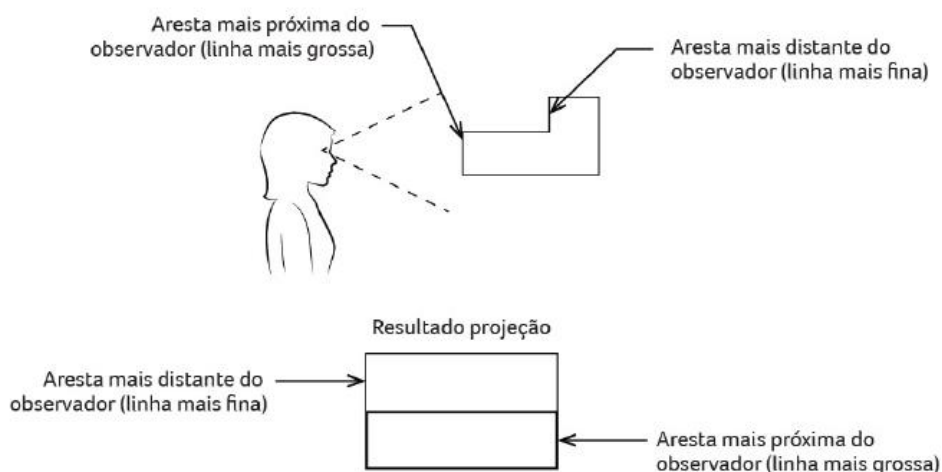 Aresta mais próxima do
observador (linha mais grossa)
Aresta mais distante do
observador (linha mais fina)
Resultado projeção
Aresta mais distante do
observador (linha mais fina)
Aresta mais próxima do
observador (linha mais grossa)